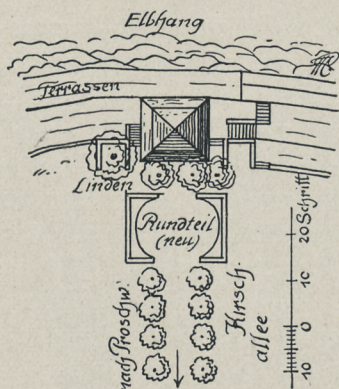 Elbhang
Terrassen
Linden
Rundteil
(neu)
nach Proschw.
Kirsch-
allee
20 Schritt
10
0
10